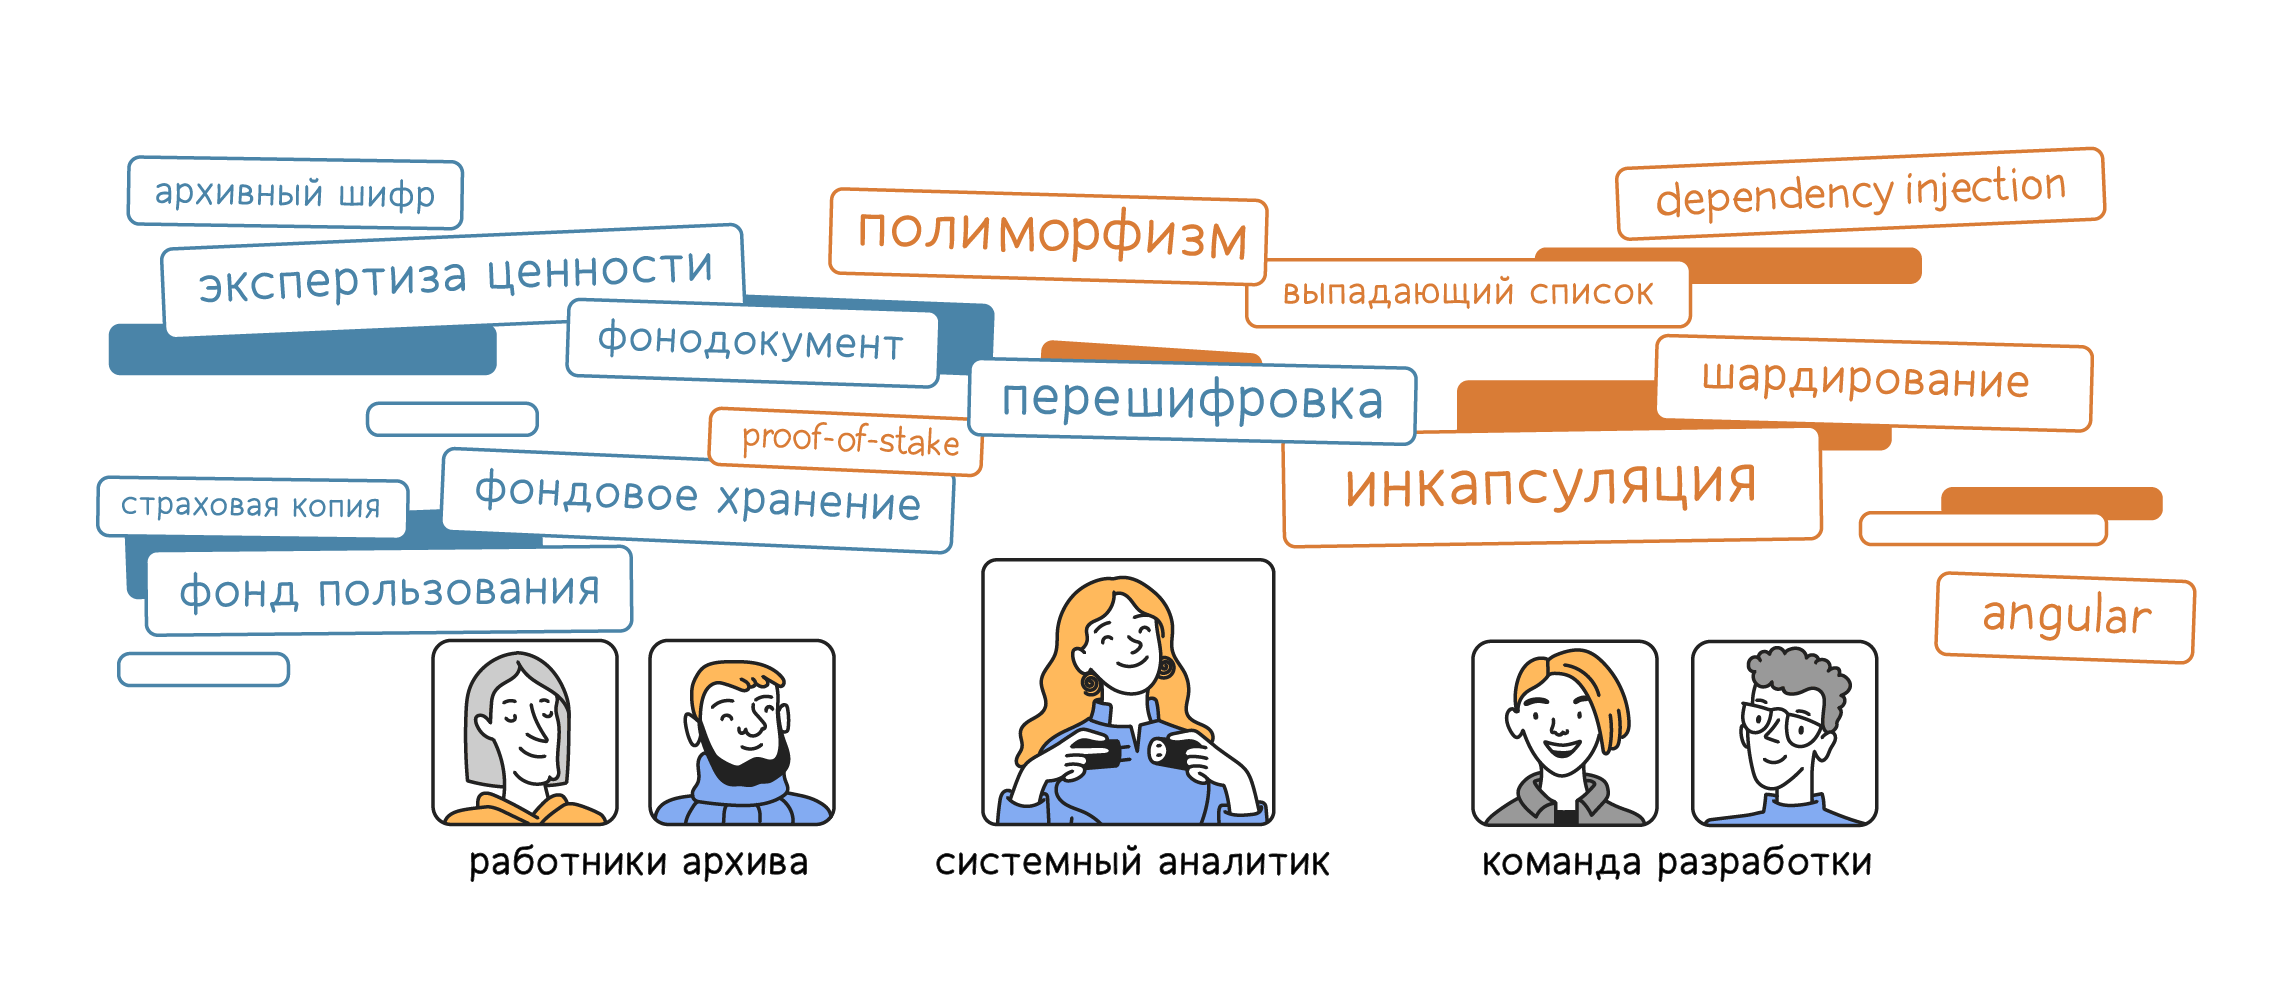 архивный шифр
экспертиза ценности
фонодокумент
полиморфизм
dependency injection
выпадающий список
перешифровка
шардирование
proof-of-stake
фондовое хранение
инкапсуляция
страховая копия
фонд пользования
angular
работники архива
системный аналитик
команда разработки